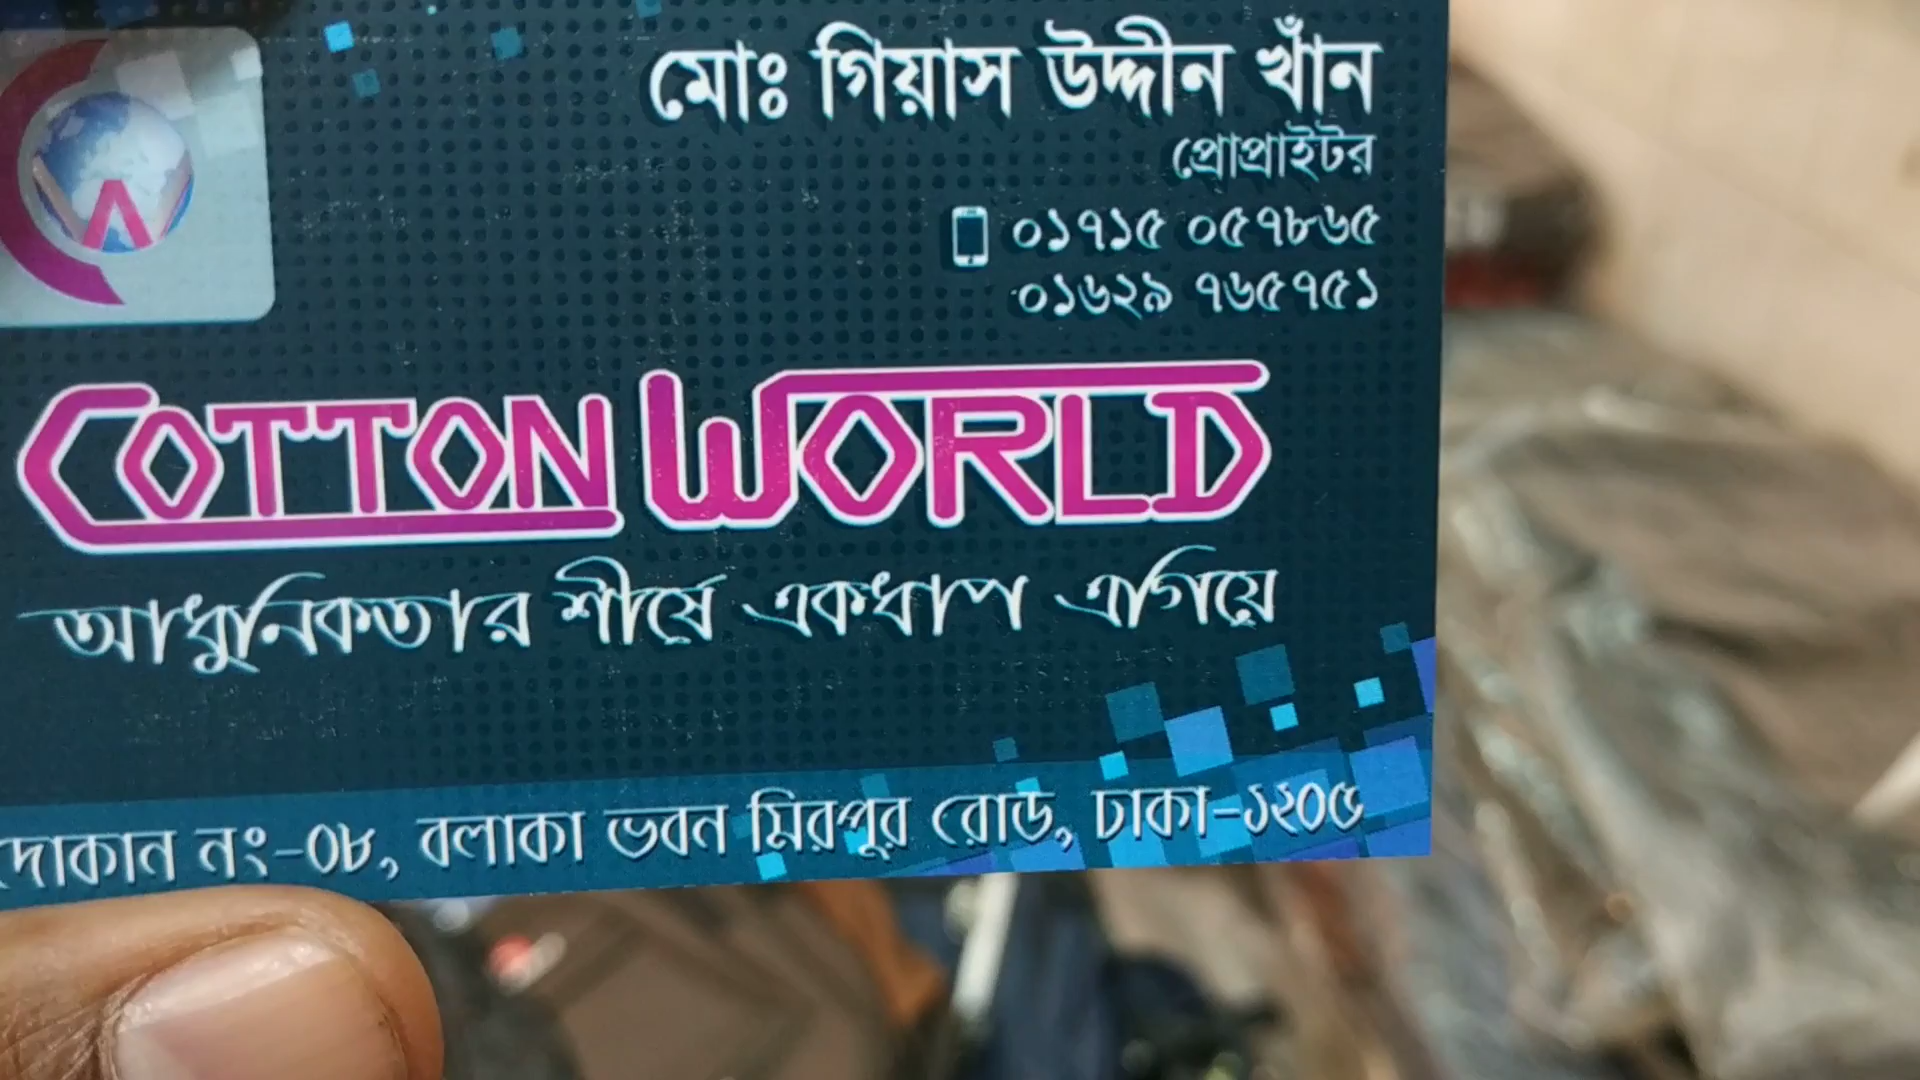 মোঃ গিয়াস উদ্দীন খাঁন
প্রোপ্রাইটর
০১৭১৫ ০৫৭৮৬৫
০১৬২৯ ৭৬৫৭৫১
COTTON WORLD
আধুনিকতার শীর্ষে একধাপ এগিয়ে
দোকান নং-০৮, বলাকা ভবন মিরপুর রোড, ঢাকা-১২০৫